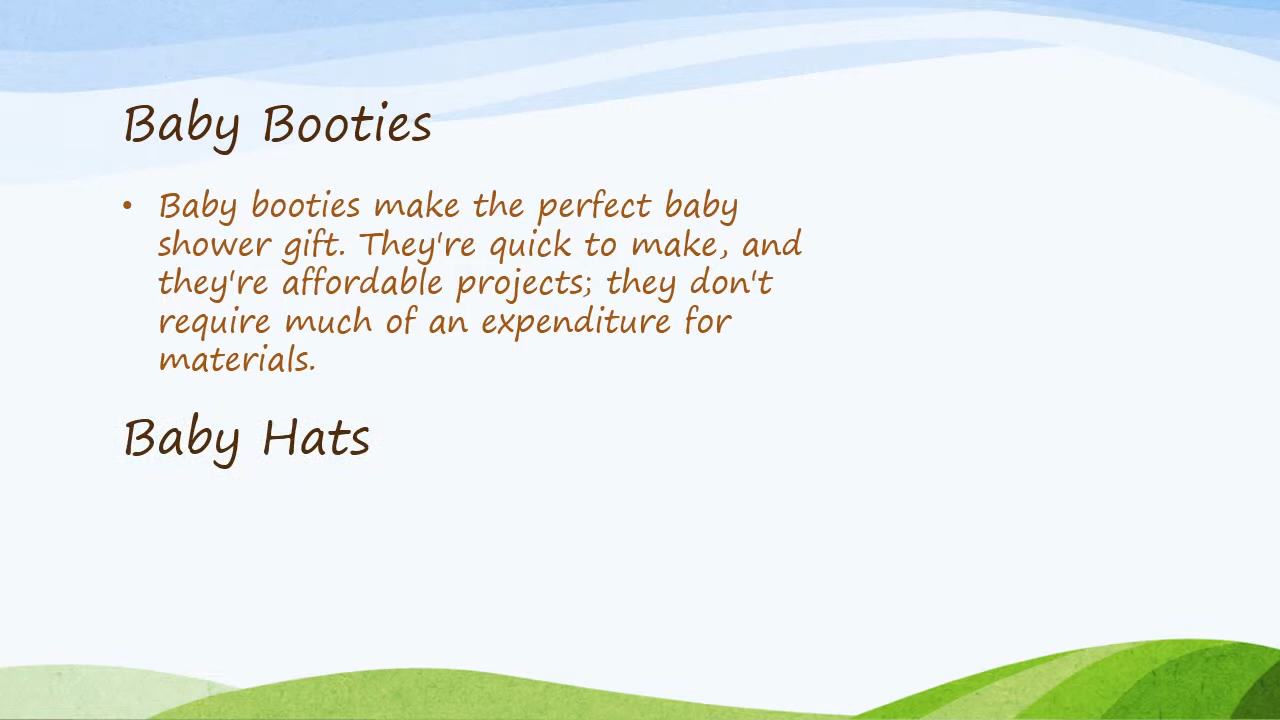 Baby Booties
• Baby booties make the perfect baby
shower gift. They're quick to make, and
they're affordable projects; they don't
require much of an expenditure for
materials.
Baby Hats